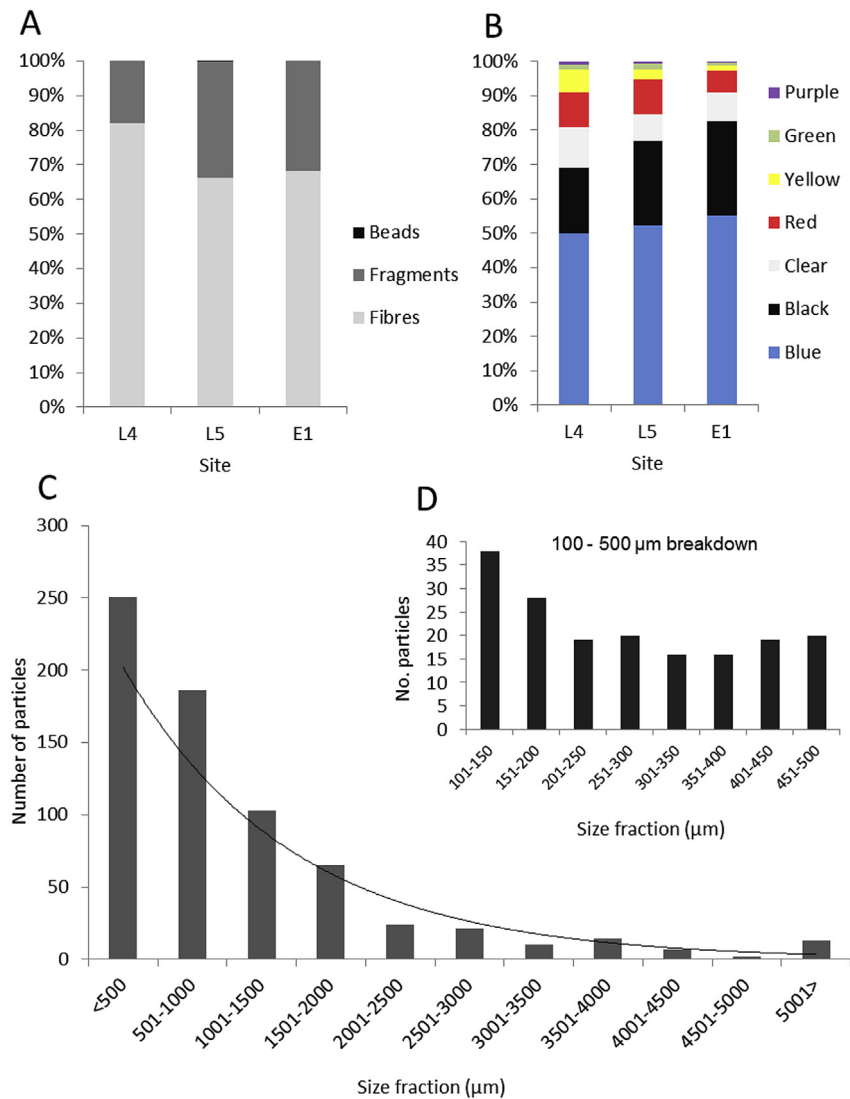 A
100%
90%
80%
70%
60%
50%
40%
30%
20%
10%
0%
L4 L5 E1
Site
Beads
Fragments
Fibres
B
100%
90%
80%
70%
60%
50%
40%
30%
20%
10%
0%
L4 L5 E1
Site
Purple
Green
Yellow
Red
Clear
Black
Blue
C
Number of particles
300
250
200
150
100
50
0
<500 501-1000 1001-1500 1501-2000 2001-2500 2501-3000 3001-3500 3501-4000 4001-4500 4501-5000 5001>
Size fraction (µm)
D
100 - 500 µm breakdown
No. particles
40
35
30
25
20
15
10
5
0
101-150 151-200 201-250 251-300 301-350 351-400 401-450 451-500
Size fraction (µm)